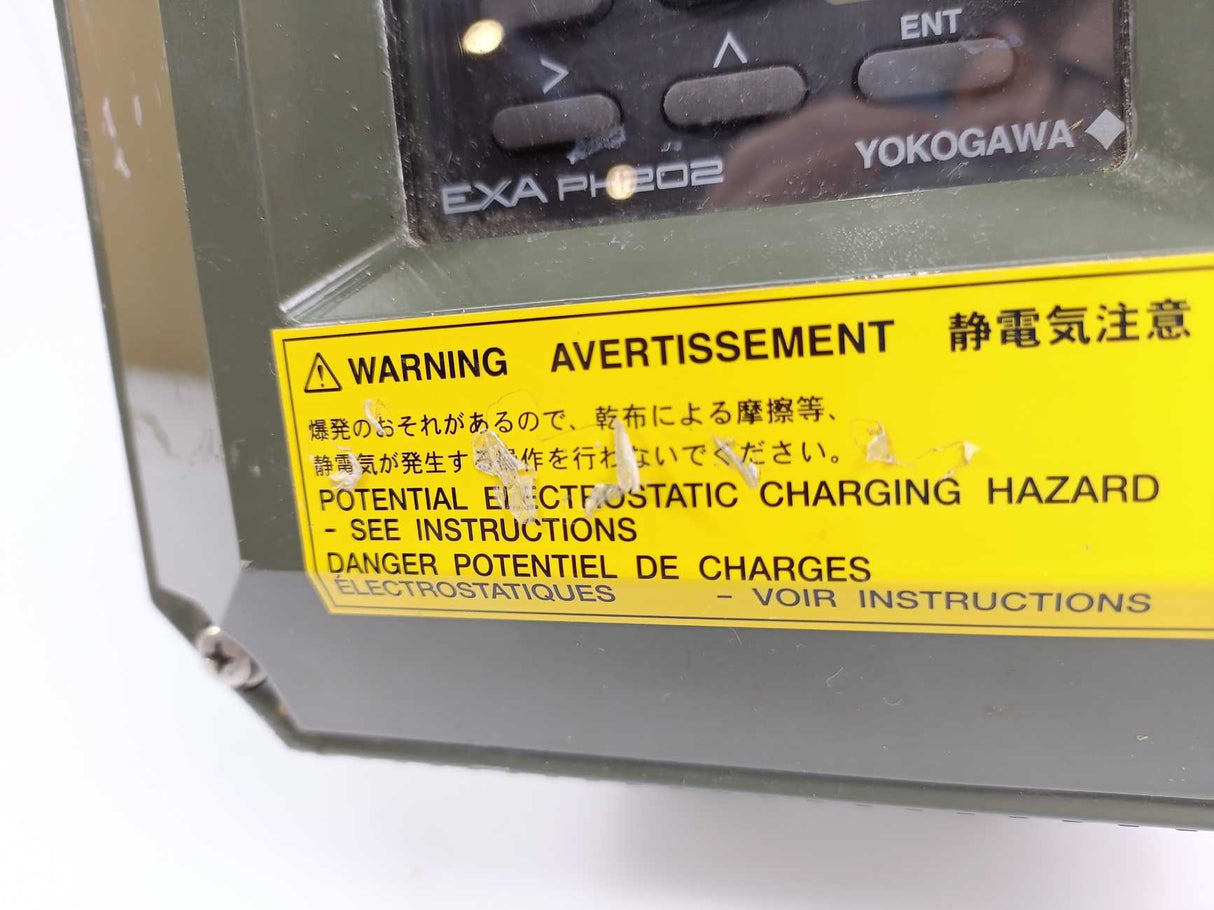 ENT
> ∧
YOKOGAWA
EXA PH202
WARNING AVERTISSEMENT 静電気注意
爆発のおそれがあるので、乾布による摩擦等、
静電気が発生する操作を行わないでください。
POTENTIAL ELECTROSTATIC CHARGING HAZARD
- SEE INSTRUCTIONS
DANGER POTENTIEL DE CHARGES
ÉLECTROSTATIQUES - VOIR INSTRUCTIONS